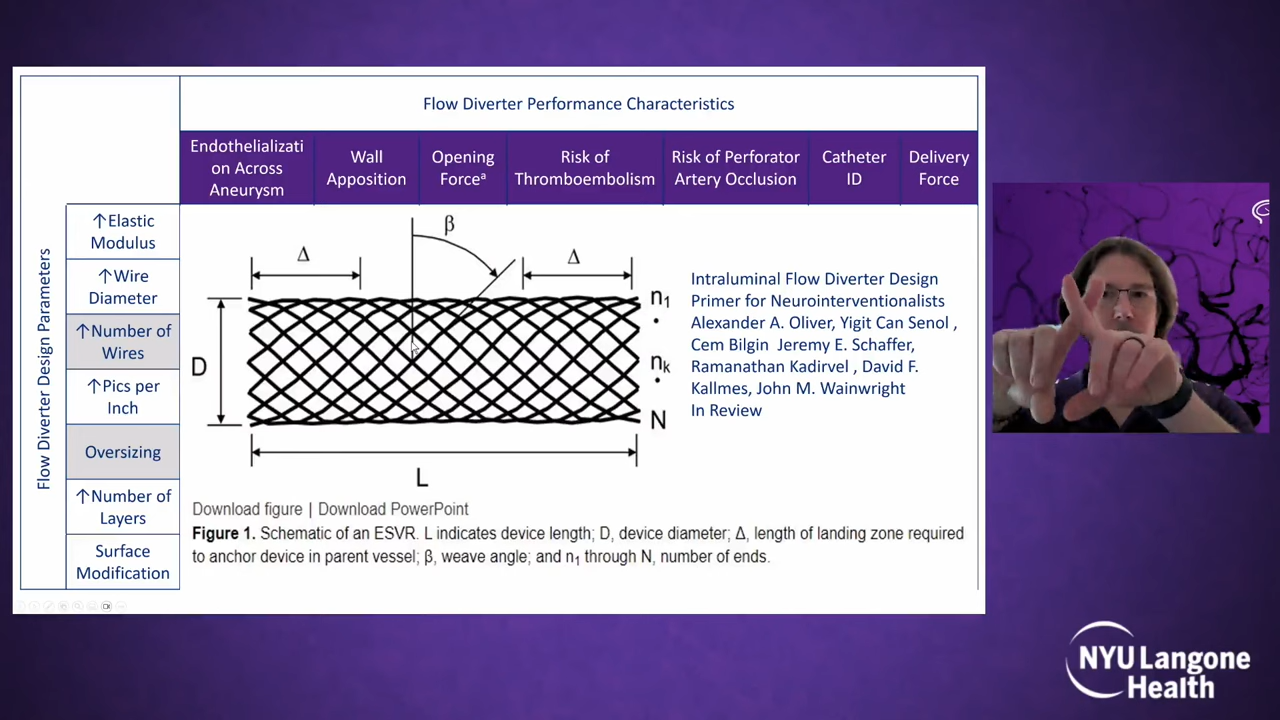 Flow Diverter Performance Characteristics
Endothelializati
on Across
Aneurysm
Wall
Apposition
Opening
Forceᵃ
Risk of
Thromboembolism
Risk of Perforator
Artery Occlusion
Catheter
ID
Delivery
Force
Flow Diverter Design Parameters
↑Elastic
Modulus
↑Wire
Diameter
↑Number of
Wires
↑Pics per
Inch
Oversizing
↑Number of
Layers
Surface
Modification
β
Δ
Δ
D
n₁
nₖ
N
L
Intraluminal Flow Diverter Design
Primer for Neurointerventionalists
Alexander A. Oliver, Yigit Can Senol ,
Cem Bilgin Jeremy E. Schaffer,
Ramanathan Kadirvel , David F.
Kallmes, John M. Wainwright
In Review
Download figure | Download PowerPoint
Figure 1. Schematic of an ESVR. L indicates device length; D, device diameter; Δ, length of landing zone required
to anchor device in parent vessel; β, weave angle; and n₁ through N, number of ends.
NYU Langone
Health